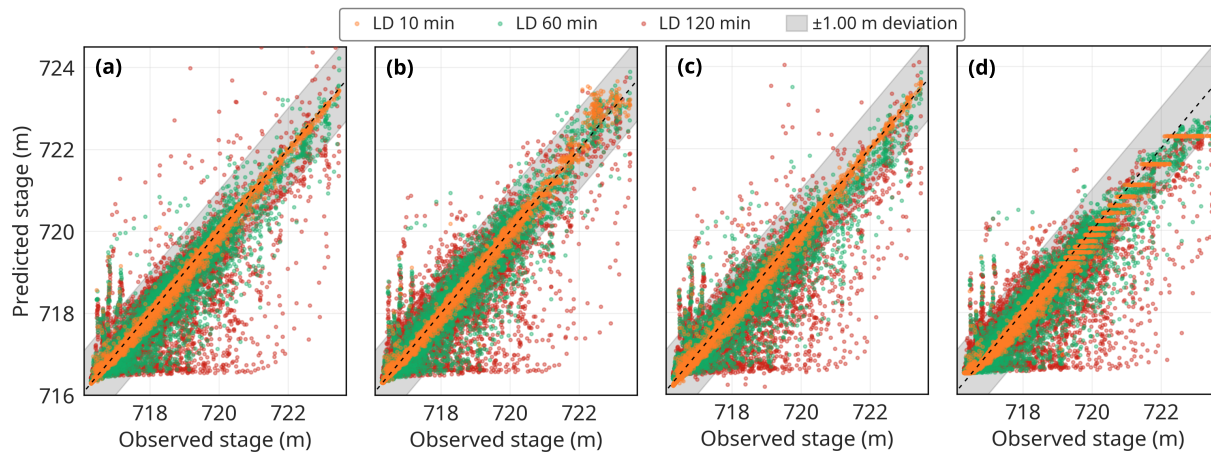 LD 10 min LD 60 min LD 120 min ±1.00 m deviation
(a) (b) (c) (d)
724
722
720
718
716
Predicted stage (m)
718 720 722 718 720 722 718 720 722 718 720 722
Observed stage (m) Observed stage (m) Observed stage (m) Observed stage (m)